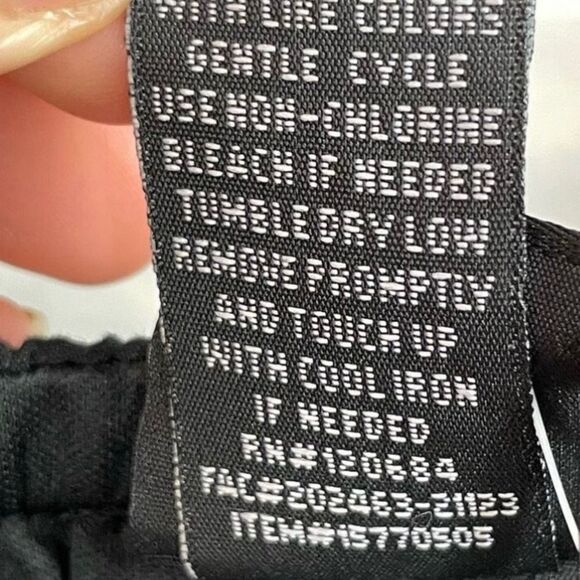 WITH LIKE COLORS
GENTLE CYCLE
USE NON-CHLORINE
BLEACH IF NEEDED
TUMBLE DRY LOW
REMOVE PROMPTLY
AND TOUCH UP
WITH COOL IRON
IF NEEDED
RN#120684
FAC#202463-21123
ITEM#15770505